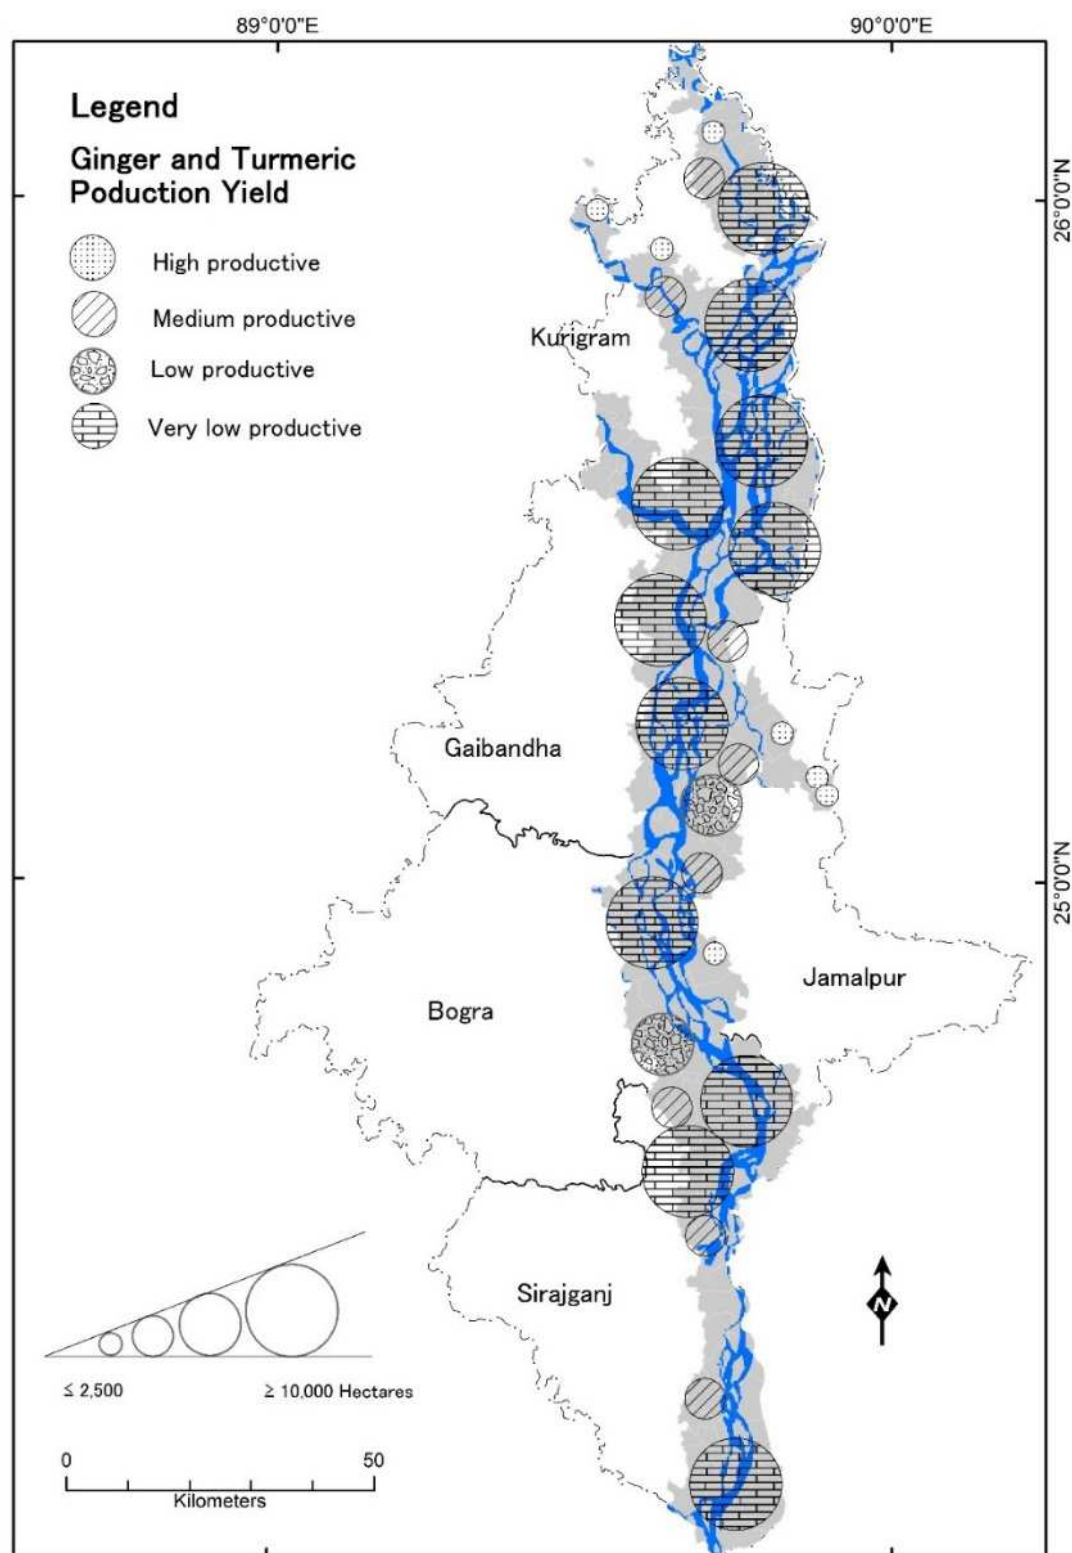 89°0'0"E
90°0'0"E
Legend
Ginger and Turmeric
Poduction Yield
High productive
Medium productive
Low productive
Very low productive
26°0'0"N
Kurigram
Gaibandha
25°0'0"N
Jamalpur
Bogra
Sirajganj
N
≤ 2,500
≥ 10,000 Hectares
0
50
Kilometers